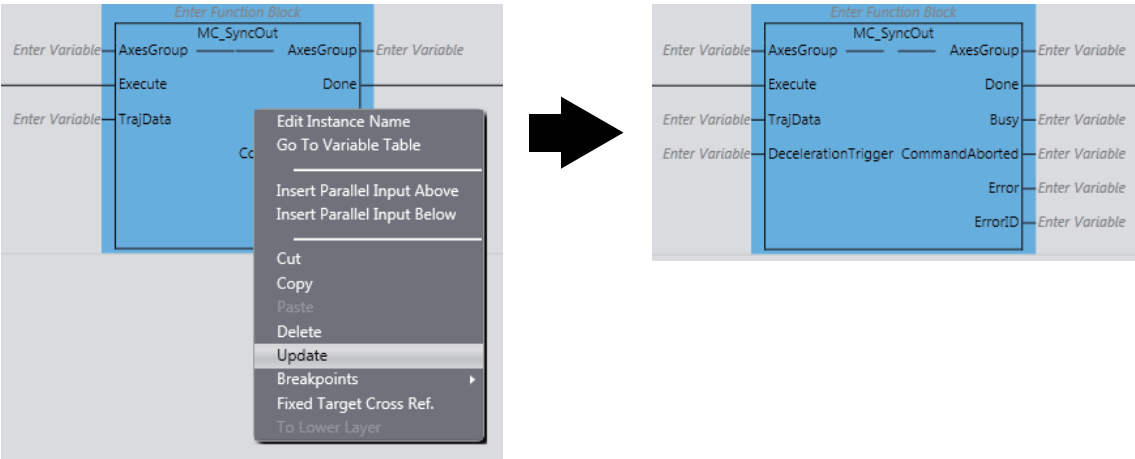 Enter Function Block
MC_SyncOut
Enter Variable AxesGroup AxesGroup Enter Variable
Execute Done
Enter Variable TrajData
Co
Edit Instance Name
Go To Variable Table
Insert Parallel Input Above
Insert Parallel Input Below
Cut
Copy
Paste
Delete
Update
Breakpoints
Fixed Target Cross Ref.
To Lower Layer
Enter Function Block
MC_SyncOut
Enter Variable AxesGroup AxesGroup Enter Variable
Execute Done
Enter Variable TrajData Busy Enter Variable
Enter Variable DecelerationTrigger CommandAborted Enter Variable
Error Enter Variable
ErrorID Enter Variable